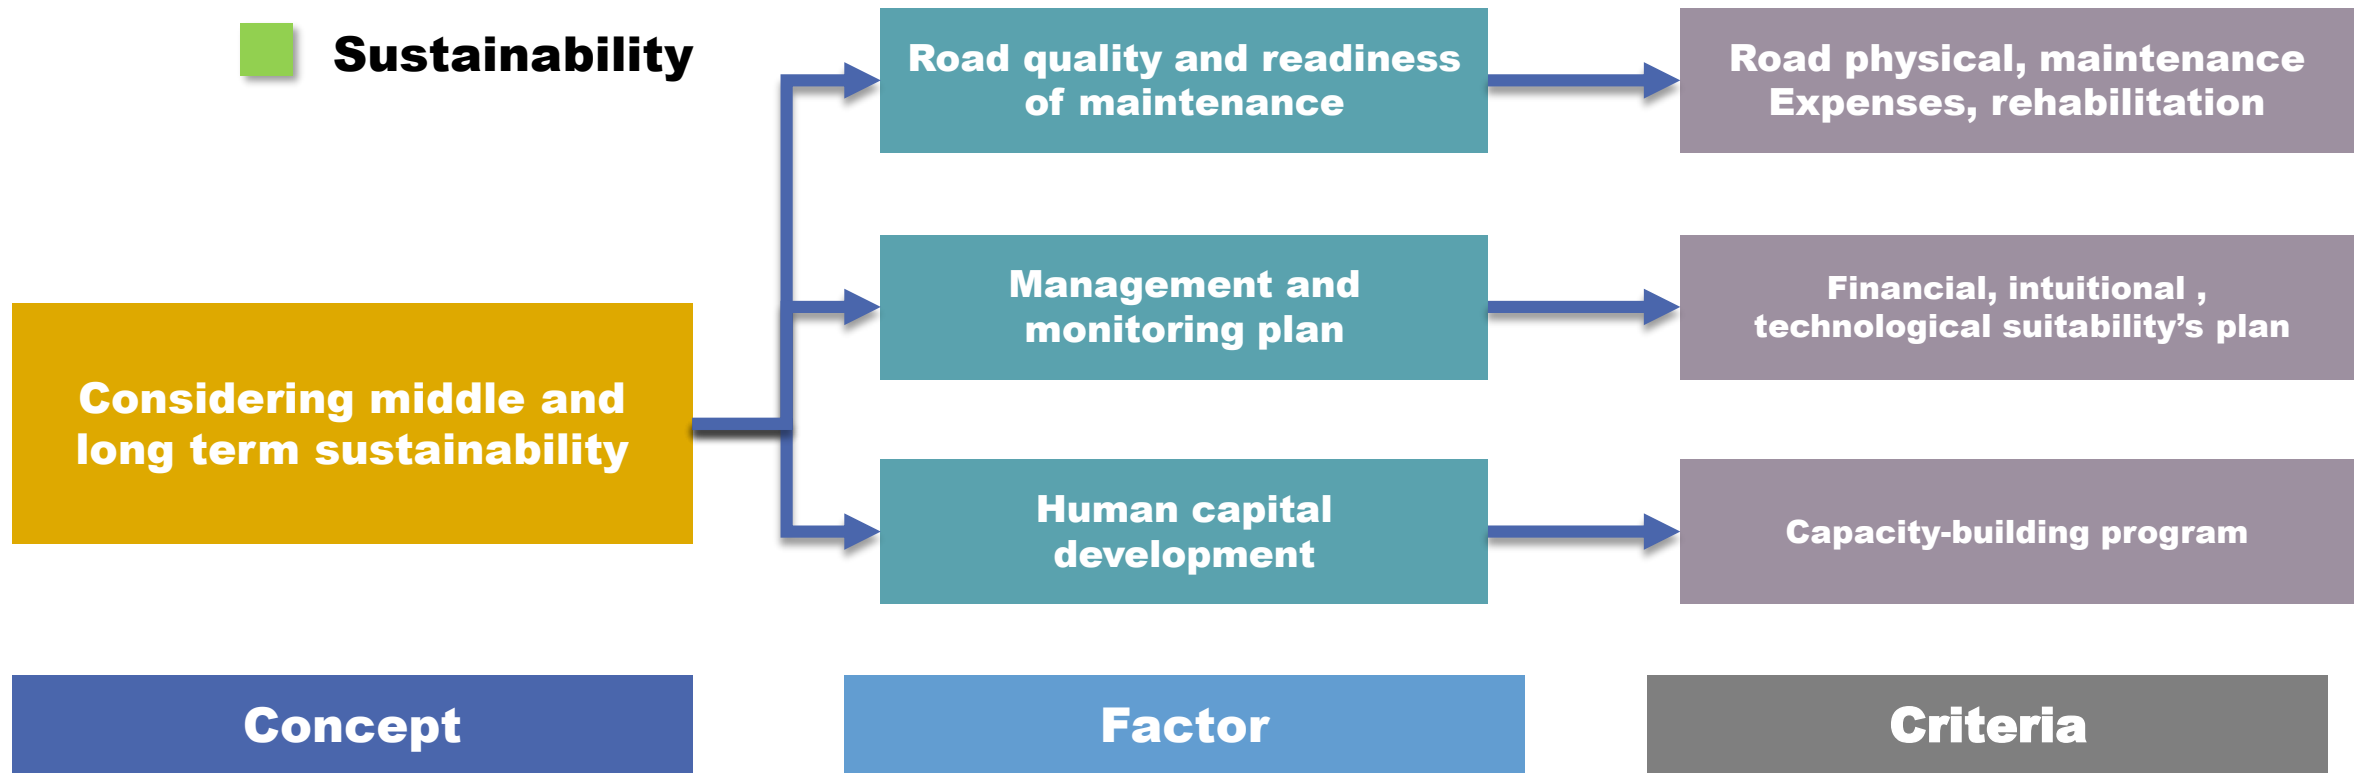 Sustainability
Road quality and readiness
of maintenance
Road physical, maintenance
Expenses, rehabilitation
Considering middle and
long term sustainability
Management and
monitoring plan
Financial, intuitional ,
technological suitability’s plan
Human capital
development
Capacity-building program
Concept
Factor
Criteria